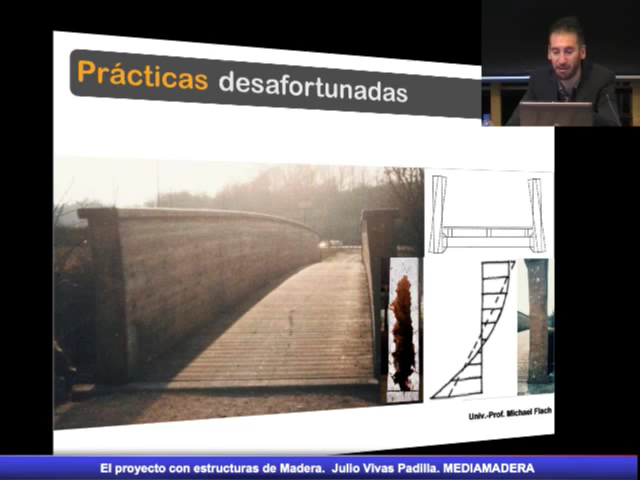 Prácticas desafortunadas
Univ.-Prof. Michael Flach
El proyecto con estructuras de Madera. Julio Vivas Padilla. MEDIAMADERA